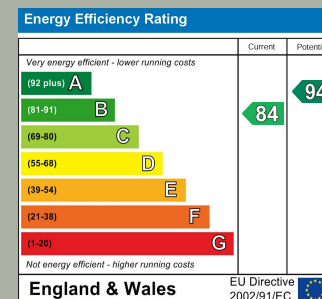 Energy Efficiency Rating
Current
Very energy efficient - lower running costs
(92 plus) A
(81-91) B
(69-80) C
(55-68) D
(39-54) E
(21-38) F
(1-20) G
84
94
Not energy efficient - higher running costs
England & Wales
EU Directive
2002/91/EC